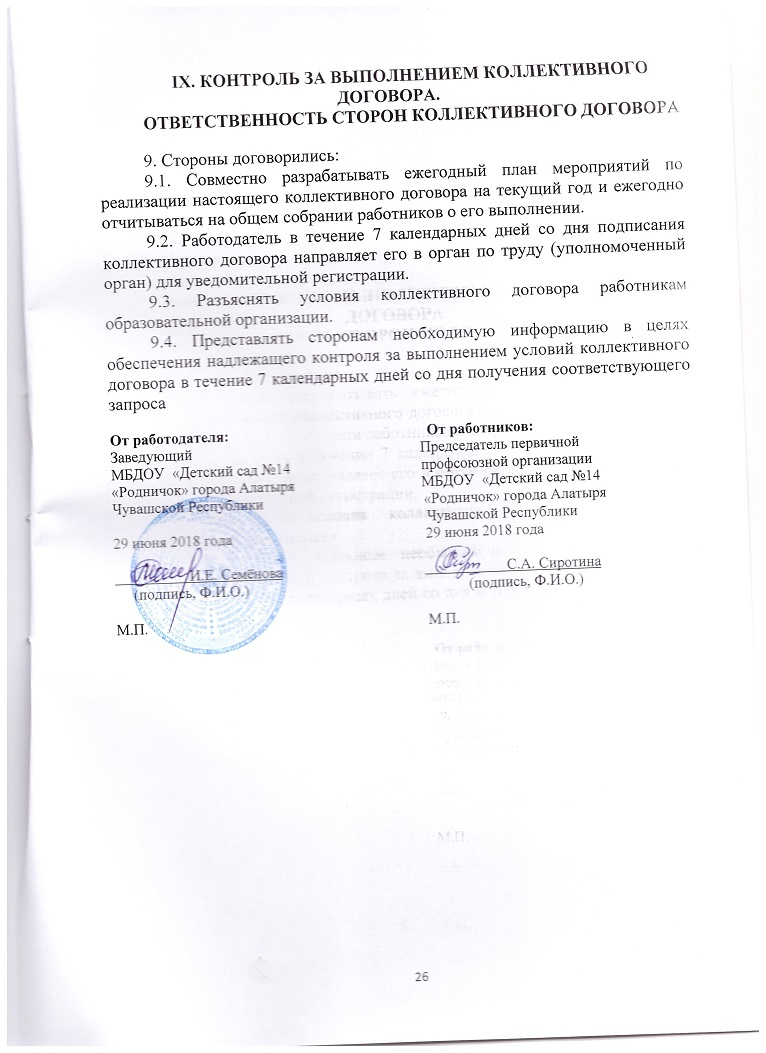 IX. КОНТРОЛЬ ЗА ВЫПОЛНЕНИЕМ КОЛЛЕКТИВНОГО
ДОГОВОРА.
ОТВЕТСТВЕННОСТЬ СТОРОН КОЛЛЕКТИВНОГО ДОГОВОРА
9. Стороны договорились:
9.1. Совместно разрабатывать ежегодный план мероприятий по
реализации настоящего коллективного договора на текущий год и ежегодно
отчитываться на общем собрании работников о его выполнении.
9.2. Работодатель в течение 7 календарных дней со дня подписания
коллективного договора направляет его в орган по труду (уполномоченный
орган) для уведомительной регистрации.
9.3. Разъяснять условия коллективного договора работникам
образовательной организации.
9.4. Представлять сторонам необходимую информацию в целях
обеспечения надлежащего контроля за выполнением условий коллективного
договора в течение 7 календарных дней со дня получения соответствующего
запроса
От работодателя:
Заведующий
МБДОУ «Детский сад №14
«Родничок» города Алатыря
Чувашской Республики
29 июня 2018 года
И.Е. Семёнова
(подпись, Ф.И.О.)
М.П.
От работников:
Председатель первичной
профсоюзной организации
МБДОУ «Детский сад №14
«Родничок» города Алатыря
Чувашской Республики
29 июня 2018 года
С.А. Сиротина
(подпись, Ф.И.О.)
М.П.
26